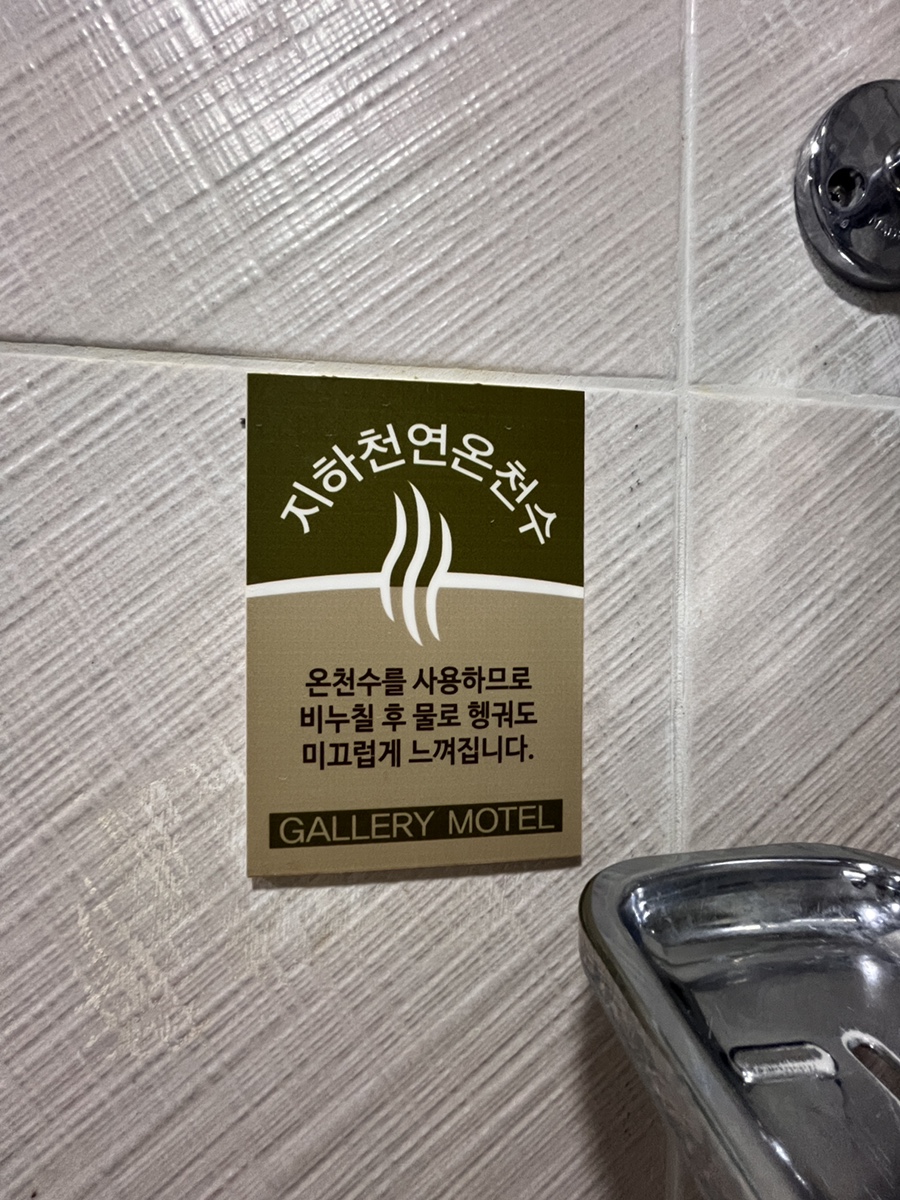 지하천연온천수
온천수를 사용하므로
비누칠 후 물로 헹궈도
미끄럽게 느껴집니다.
GALLERY MOTEL